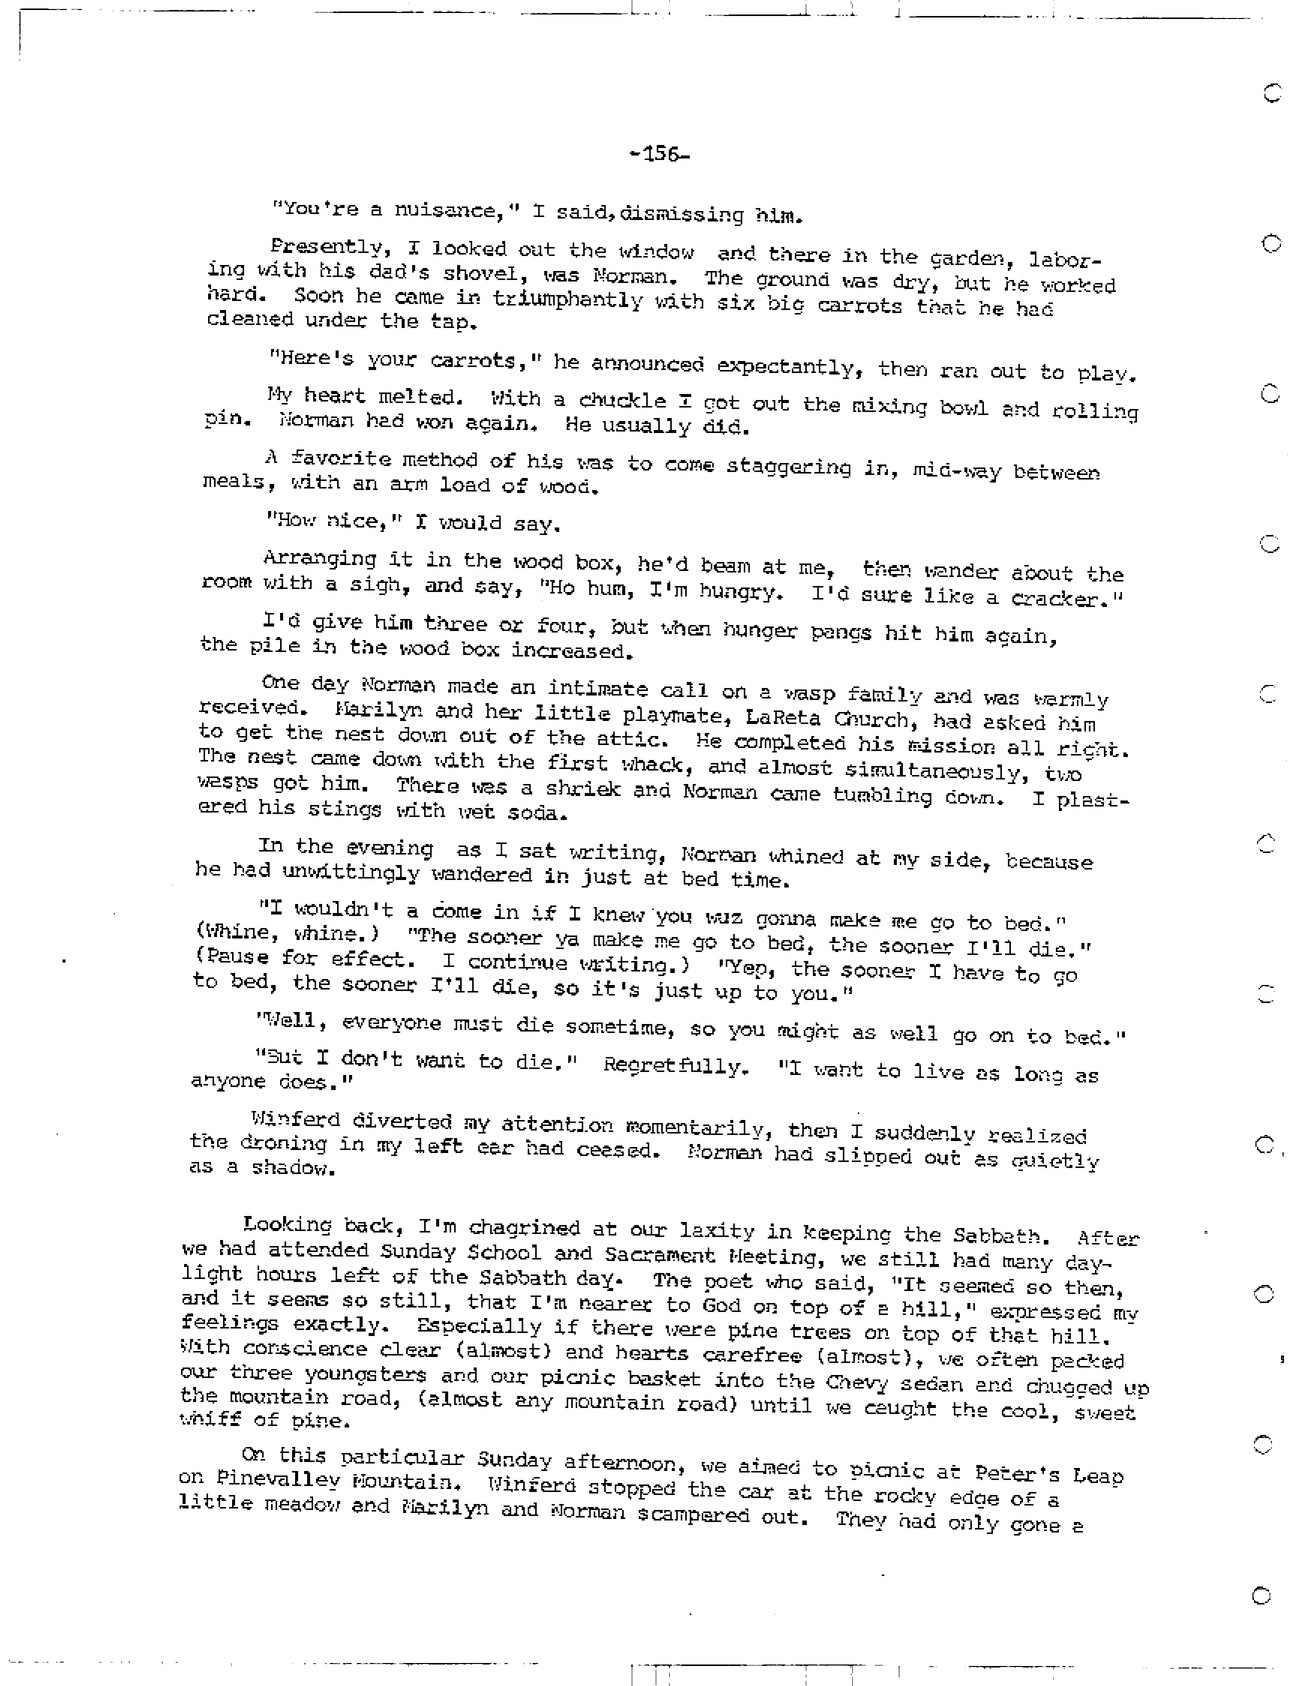 -156-
"You're a nuisance," I said,dismissing him.
Presently, I looked out the window and there in the garden, labor-
ing with his dad's shovel, was Norman. The ground was dry, but he worked
hard. Soon he came in triumphantly with six big carrots that he had
cleaned under the tap.
"Here's your carrots," he announced expectantly, then ran out to play.
My heart melted. With a chuckle I got out the mixing bowl and rolling
pin. Norman had won again. He usually did.
A favorite method of his was to come staggering in, mid-way between
meals, with an arm load of wood.
"How nice," I would say.
Arranging it in the wood box, he'd beam at me, then wander about the
room with a sigh, and say, "Ho hum, I'm hungry. I'd sure like a cracker."
I'd give him three or four, but when hunger pangs hit him again,
the pile in the wood box increased.
One day Norman made an intimate call on a wasp family and was warmly
received. Marilyn and her little playmate, LaReta Church, had asked him
to get the nest down out of the attic. He completed his mission all right.
The nest came down with the first whack, and almost simultaneously, two
wasps got him. There was a shriek and Norman came tumbling down. I plast-
ered his stings with wet soda.
In the evening as I sat writing, Norman whined at my side, because
he had unwittingly wandered in just at bed time.
"I wouldn't a come in if I knew you wuz gonna make me go to bed."
(Whine, whine.) "The sooner ya make me go to bed, the sooner I'll die."
(Pause for effect. I continue writing.) "Yep, the sooner I have to go
to bed, the sooner I'll die, so it's just up to you."
"Well, everyone must die sometime, so you might as well go on to bed."
"But I don't want to die." Regretfully. "I want to live as long as
anyone does."
Winferd diverted my attention momentarily, then I suddenly realized
the droning in my left ear had ceased. Norman had slipped out as quietly
as a shadow.
Looking back, I'm chagrined at our laxity in keeping the Sabbath. After
we had attended Sunday School and Sacrament Meeting, we still had many day-
light hours left of the Sabbath day. The poet who said, "It seemed so then,
and it seems so still, that I'm nearer to God on top of a hill," expressed my
feelings exactly. Especially if there were pine trees on top of that hill.
With conscience clear (almost) and hearts carefree (almost), we often packed
our three youngsters and our picnic basket into the Chevy sedan and chugged up
the mountain road, (almost any mountain road) until we caught the cool, sweet
whiff of pine.
On this particular Sunday afternoon, we aimed to picnic at Peter's Leap
on Pinevalley Mountain. Winferd stopped the car at the rocky edge of a
little meadow and Marilyn and Norman scampered out. They had only gone a